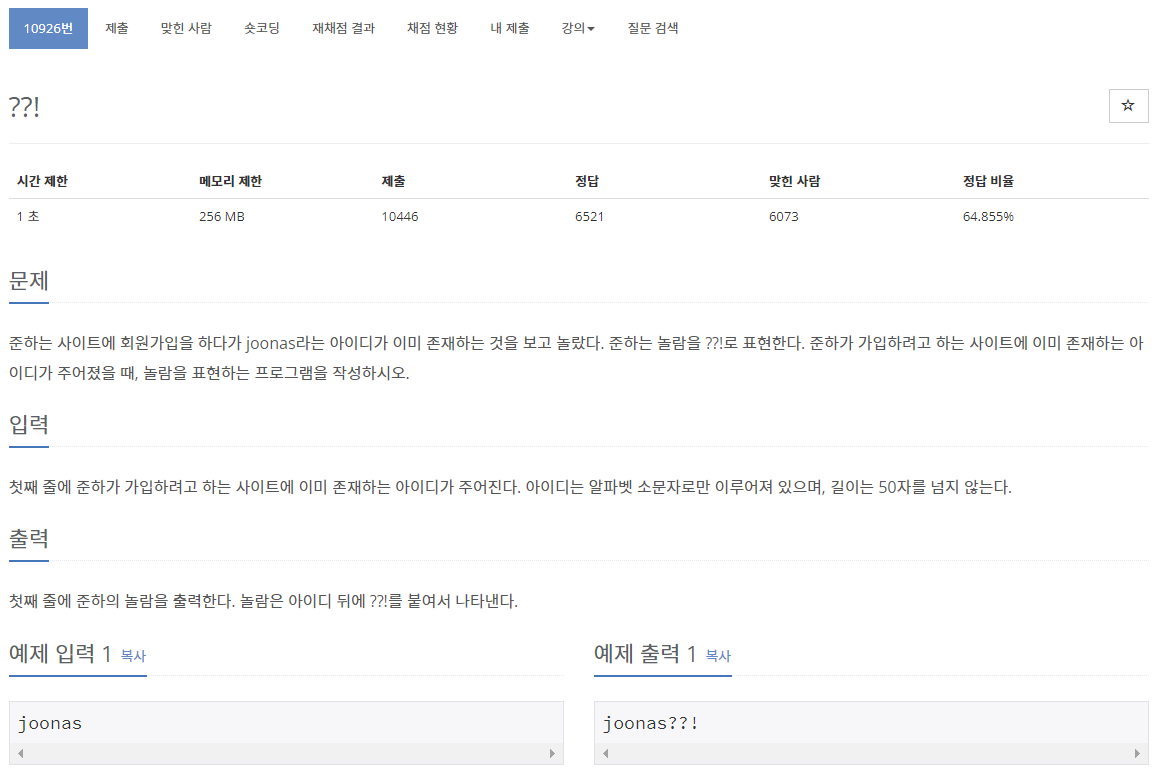 10926번 제출 맞힌 사람 숏코딩 재채점 결과 채점 현황 내 제출 강의 질문 검색
??!
시간 제한 메모리 제한 제출 정답 맞힌 사람 정답 비율
1 초 256 MB 10446 6521 6073 64.855%
문제
준하는 사이트에 회원가입을 하다가 joonas라는 아이디가 이미 존재하는 것을 보고 놀랐다. 준하는 놀람을 ??!로 표현한다. 준하가 가입하려고 하는 사이트에 이미 존재하는 아
이디가 주어졌을 때, 놀람을 표현하는 프로그램을 작성하시오.
입력
첫째 줄에 준하가 가입하려고 하는 사이트에 이미 존재하는 아이디가 주어진다. 아이디는 알파벳 소문자로만 이루어져 있으며, 길이는 50자를 넘지 않는다.
출력
첫째 줄에 준하의 놀람을 출력한다. 놀람은 아이디 뒤에 ??!를 붙여서 나타낸다.
예제 입력 1 복사 예제 출력 1 복사
joonas joonas??!